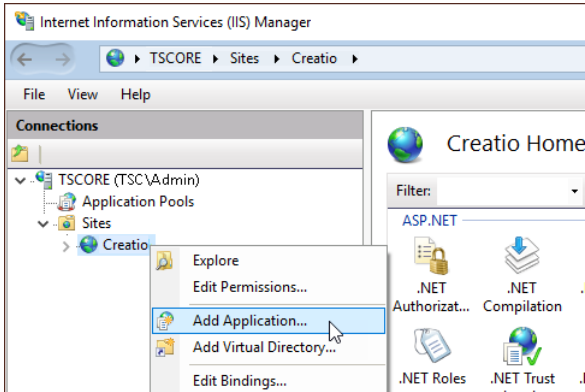 Internet Information Services (IIS) Manager
TSCORE Sites Creatio
File View Help
Connections
TSCORE (TSC\Admin)
Application Pools
Sites
Creatio
Explore
Edit Permissions...
Add Application...
Add Virtual Directory...
Edit Bindings...
Creatio Home
Filter:
ASP.NET
.NET
Authorizat...
.NET
Compilation
.NET Roles
.NET Trust